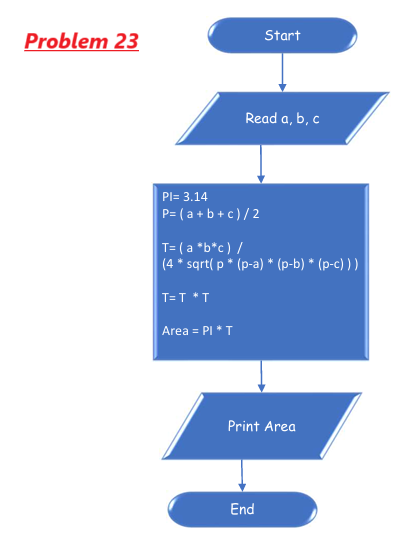 Problem 23
Start
Read a, b, c
PI= 3.14
P= ( a + b + c ) / 2
T= ( a *b*c )  /
(4 * sqrt( p * (p-a) * (p-b) * (p-c) ) )
T= T  * T
Area = PI * T
Print Area
End